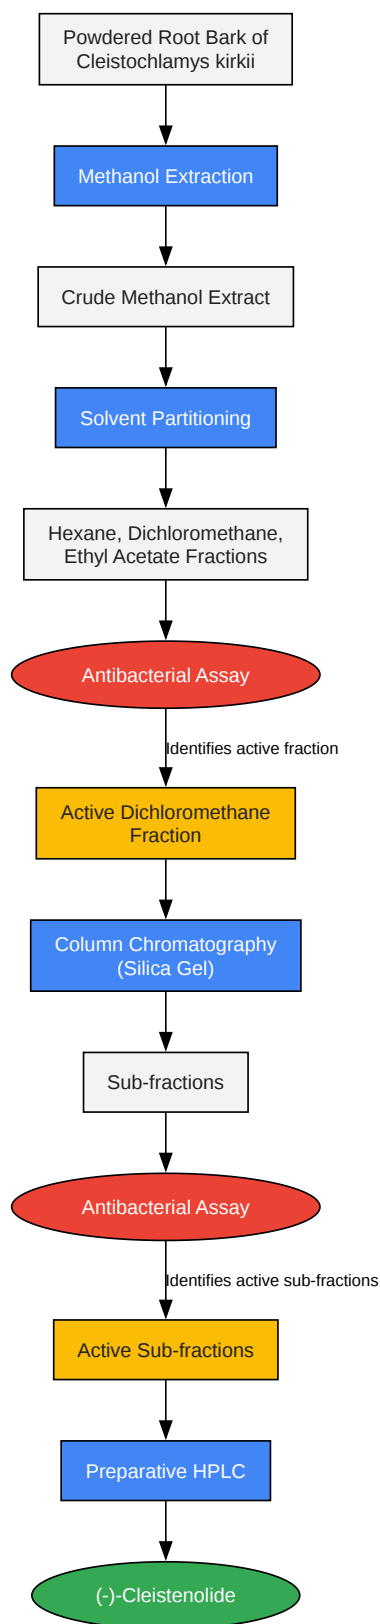 Powdered Root Bark of
Cleistochlamys kirkii
Methanol Extraction
Crude Methanol Extract
Solvent Partitioning
Hexane, Dichloromethane,
Ethyl Acetate Fractions
Antibacterial Assay
Identifies active fraction
Active Dichloromethane
Fraction
Column Chromatography
(Silica Gel)
Sub-fractions
Antibacterial Assay
Identifies active sub-fractions
Active Sub-fractions
Preparative HPLC
(-)-Cleistenolide